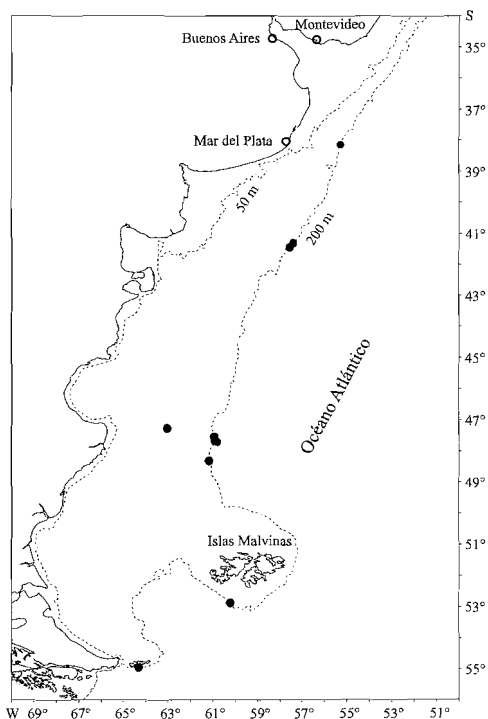 S
Montevideo
Buenos Aires
35°
37°
Mar del Plata
39°
50 m
200 m
41°
43°
45°
Océano Atlántico
47°
49°
Islas Malvinas
51°
53°
55°
W 69° 67° 65° 63° 61° 59° 57° 55° 53° 51°